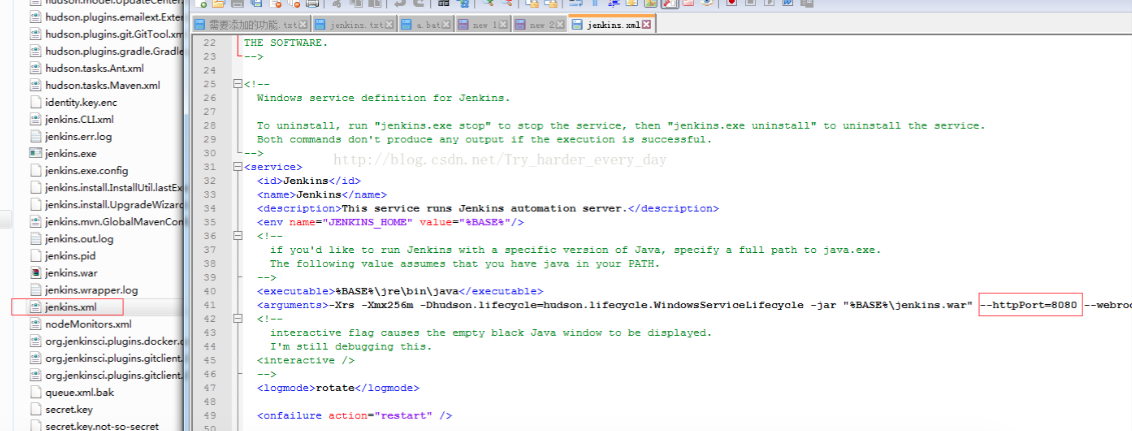 hudson.model.UpdateCenter.
hudson.plugins.emailext.Exter
hudson.plugins.git.GitTool.xm
hudson.plugins.gradle.Gradle
hudson.tasks.Ant.xml
hudson.tasks.Maven.xml
identity.key.enc
jenkins.CLI.xml
jenkins.err.log
jenkins.exe
jenkins.exe.config
jenkins.install.InstallUtil.lastEx
jenkins.install.UpgradeWizard
jenkins.mvn.GlobalMavenCon
jenkins.out.log
jenkins.pid
jenkins.war
jenkins.wrapper.log
jenkins.xml
nodeMonitors.xml
org.jenkinsci.plugins.docker.c
org.jenkinsci.plugins.gitclient.
org.jenkinsci.plugins.gitclient.
queue.xml.bak
secret.key
secret.key.not-so-secret
需要添加的功能.txt jenkins.txt a.bat new 1 new 2 jenkins.xml
22 THE SOFTWARE.
23 -->
24
25 <!--
26 Windows service definition for Jenkins.
27
28 To uninstall, run "jenkins.exe stop" to stop the service, then "jenkins.exe uninstall" to uninstall the service.
29 Both commands don't produce any output if the execution is successful.
30 -->
http://blog.csdn.net/Try_harder_every_day
31 <service>
32 <id>Jenkins</id>
33 <name>Jenkins</name>
34 <description>This service runs Jenkins automation server.</description>
35 <env name="JENKINS_HOME" value="%BASE%"/>
36 <!--
37 if you'd like to run Jenkins with a specific version of Java, specify a full path to java.exe.
38 The following value assumes that you have java in your PATH.
39 -->
40 <executable>%BASE%\jre\bin\java</executable>
41 <arguments>-Xrs -Xmx256m -Dhudson.lifecycle=hudson.lifecycle.WindowsServiceLifecycle -jar "%BASE%\jenkins.war" --httpPort=8080 --webroo
42 <!--
43 interactive flag causes the empty black Java window to be displayed.
44 I'm still debugging this.
45 <interactive />
46 -->
47 <logmode>rotate</logmode>
48
49 <onfailure action="restart" />
50